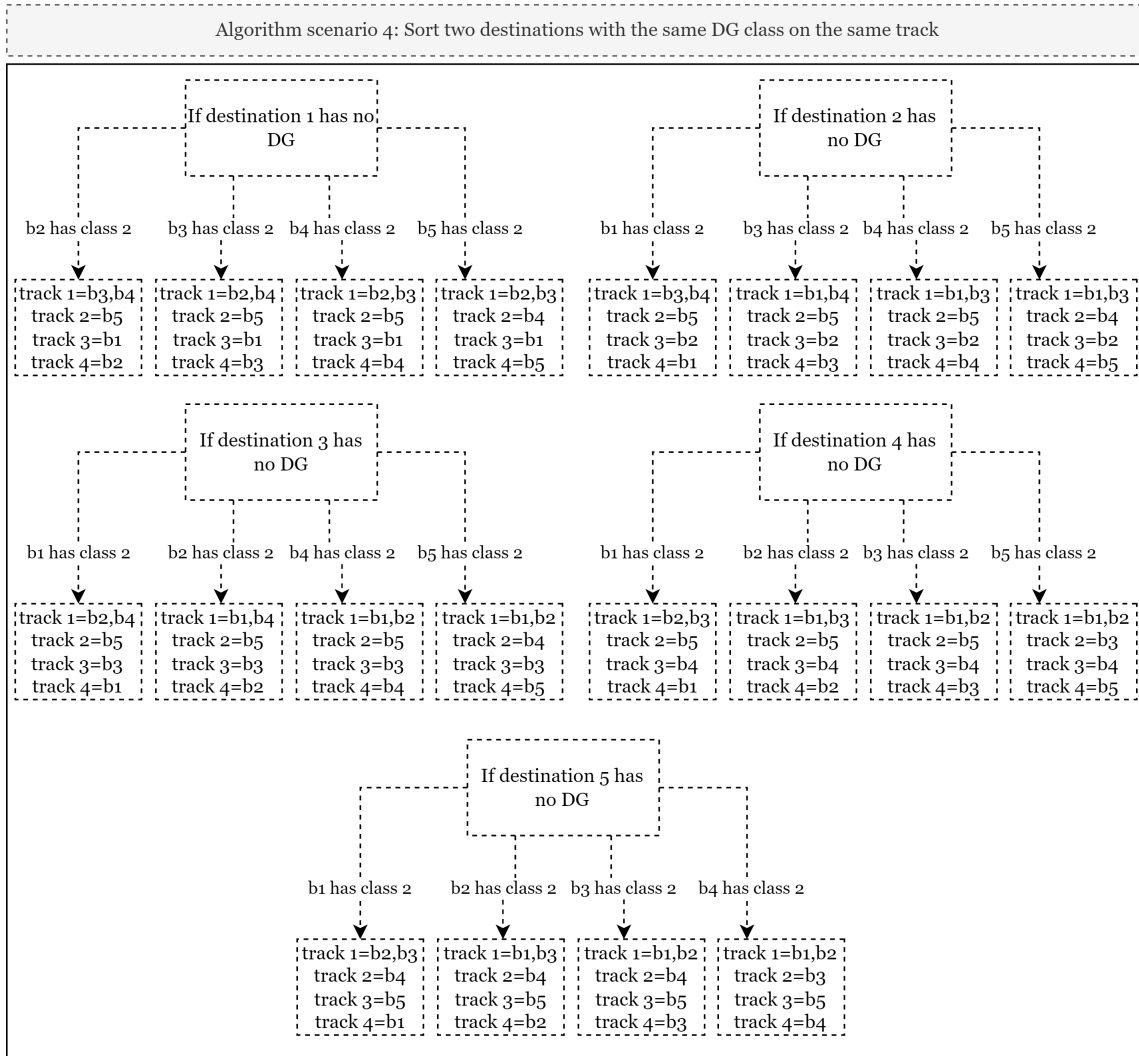 Algorithm scenario 4: Sort two destinations with the same DG class on the same track
If destination 1 has no
DG
b2 has class 2
b3 has class 2
b4 has class 2
b5 has class 2
track 1=b3,b4
track 2=b5
track 3=b1
track 4=b2
track 1=b2,b4
track 2=b5
track 3=b1
track 4=b3
track 1=b2,b3
track 2=b5
track 3=b1
track 4=b4
track 1=b2,b3
track 2=b4
track 3=b1
track 4=b5
If destination 2 has
no DG
b1 has class 2
b3 has class 2
b4 has class 2
b5 has class 2
track 1=b3,b4
track 2=b5
track 3=b2
track 4=b1
track 1=b1,b4
track 2=b5
track 3=b2
track 4=b3
track 1=b1,b3
track 2=b5
track 3=b2
track 4=b4
track 1=b1,b3
track 2=b4
track 3=b2
track 4=b5
If destination 3 has
no DG
b1 has class 2
b2 has class 2
b4 has class 2
b5 has class 2
track 1=b2,b4
track 2=b5
track 3=b3
track 4=b1
track 1=b1,b4
track 2=b5
track 3=b3
track 4=b2
track 1=b1,b2
track 2=b5
track 3=b3
track 4=b4
track 1=b1,b2
track 2=b4
track 3=b3
track 4=b5
If destination 4 has
no DG
b1 has class 2
b2 has class 2
b3 has class 2
b5 has class 2
track 1=b2,b3
track 2=b5
track 3=b4
track 4=b1
track 1=b1,b3
track 2=b5
track 3=b4
track 4=b2
track 1=b1,b2
track 2=b5
track 3=b4
track 4=b3
track 1=b1,b2
track 2=b3
track 3=b4
track 4=b5
If destination 5 has
no DG
b1 has class 2
b2 has class 2
b3 has class 2
b4 has class 2
track 1=b2,b3
track 2=b4
track 3=b5
track 4=b1
track 1=b1,b3
track 2=b4
track 3=b5
track 4=b2
track 1=b1,b2
track 2=b4
track 3=b5
track 4=b3
track 1=b1,b2
track 2=b3
track 3=b5
track 4=b4